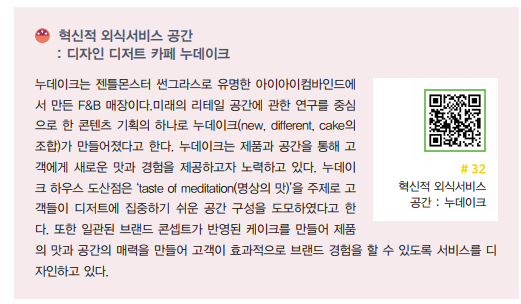 혁신적 외식서비스 공간
: 디자인 디저트 카페 누데이크
누데이크는 젠틀몬스터 썬그라스로 유명한 아이아이컴바인드에
서 만든 F&B 매장이다.미래의 리테일 공간에 관한 연구를 중심
으로 한 콘텐츠 기획의 하나로 누데이크(new, different, cake의
조합)가 만들어졌다고 한다. 누데이크는 제품과 공간을 통해 고
객에게 새로운 맛과 경험을 제공하고자 노력하고 있다. 누데이
크 하우스 도산점은 ‘taste of meditation(명상의 맛)’을 주제로 고
객들이 디저트에 집중하기 쉬운 공간 구성을 도모하였다고 한
다. 또한 일관된 브랜드 콘셉트가 반영된 케이크를 만들어 제품
의 맛과 공간의 매력을 만들어 고객이 효과적으로 브랜드 경험을 할 수 있도록 서비스를 디
자인하고 있다.
# 32
혁신적 외식서비스
공간 : 누데이크